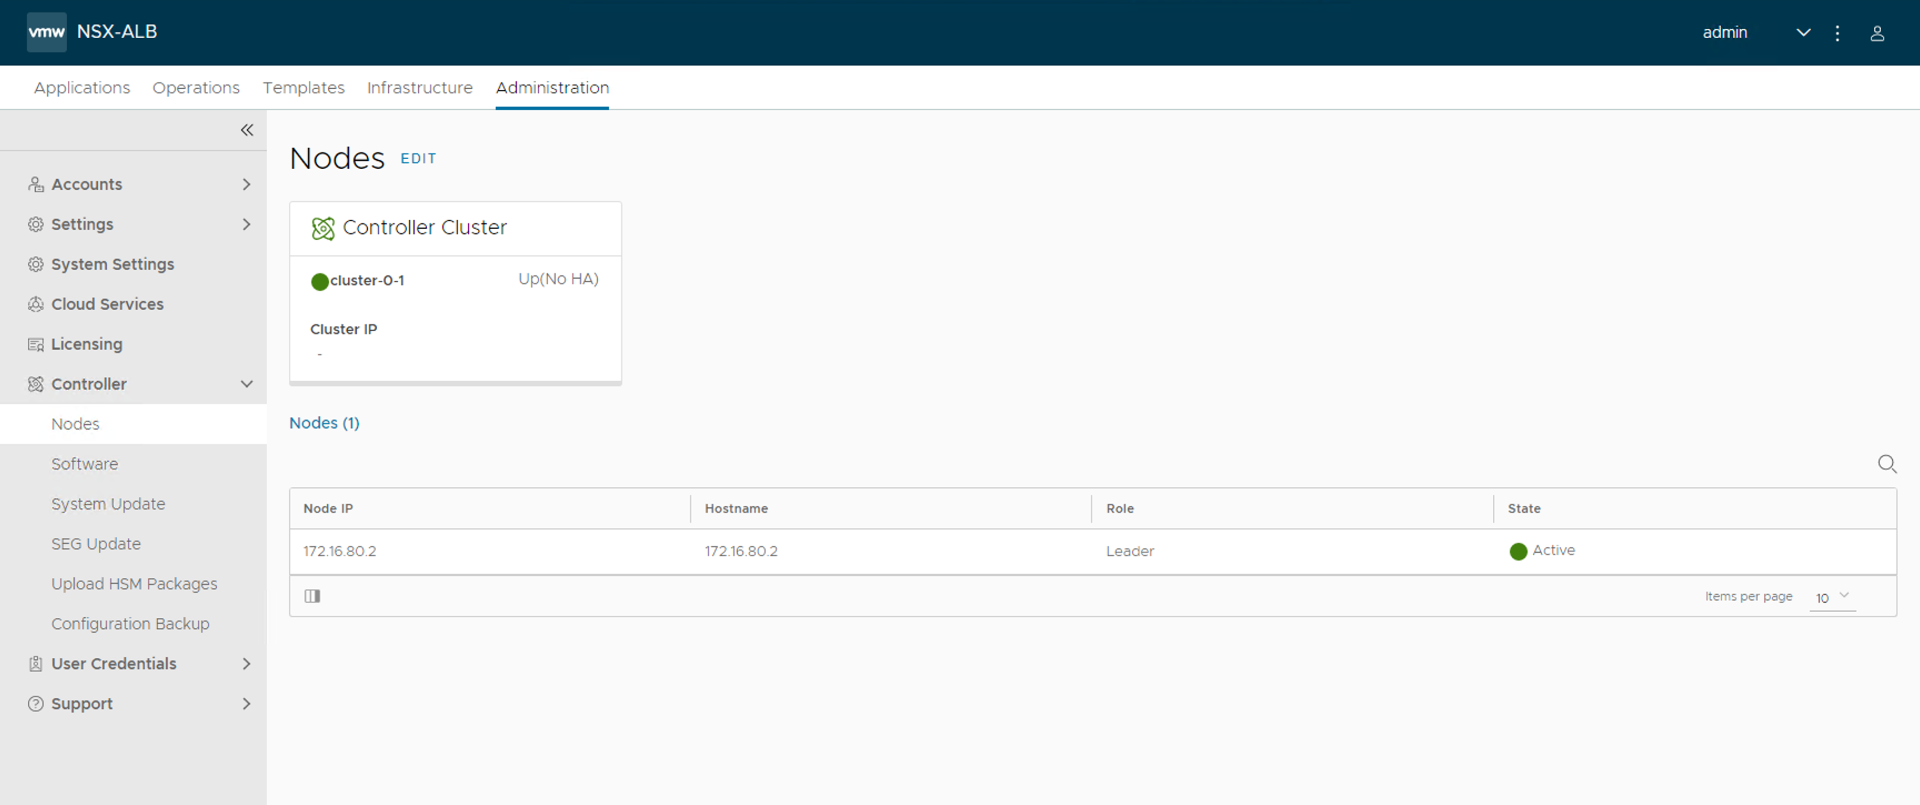 vmw NSX-ALB
admin
Applications Operations Templates Infrastructure Administration
Accounts
Settings
System Settings
Cloud Services
Licensing
Controller
Nodes
Software
System Update
SEG Update
Upload HSM Packages
Configuration Backup
User Credentials
Support
Nodes EDIT
Controller Cluster
cluster-0-1 Up(No HA)
Cluster IP
-
Nodes (1)
Node IP Hostname Role State
172.16.80.2 172.16.80.2 Leader Active
Items per page 10